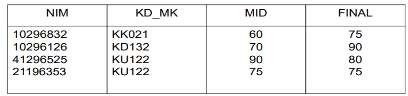 NIM KD_MK MID FINAL
10296832 KK021 60 75
10296126 KD132 70 90
41296525 KU122 90 80
21196353 KU122 75 75